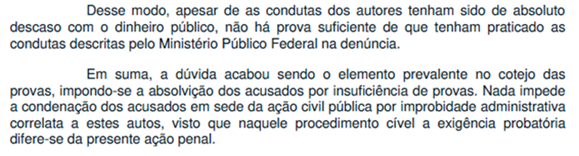 Desse modo, apesar de as condutas dos autores tenham sido de absoluto
descaso com o dinheiro público, não há prova suficiente de que tenham praticado as
condutas descritas pelo Ministério Público Federal na denúncia.
Em suma, a dúvida acabou sendo o elemento prevalente no cotejo das
provas, impondo-se a absolvição dos acusados por insuficiência de provas. Nada impede
a condenação dos acusados em sede da ação civil pública por improbidade administrativa
correlata a estes autos, visto que naquele procedimento cível a exigência probatória
difere-se da presente ação penal.